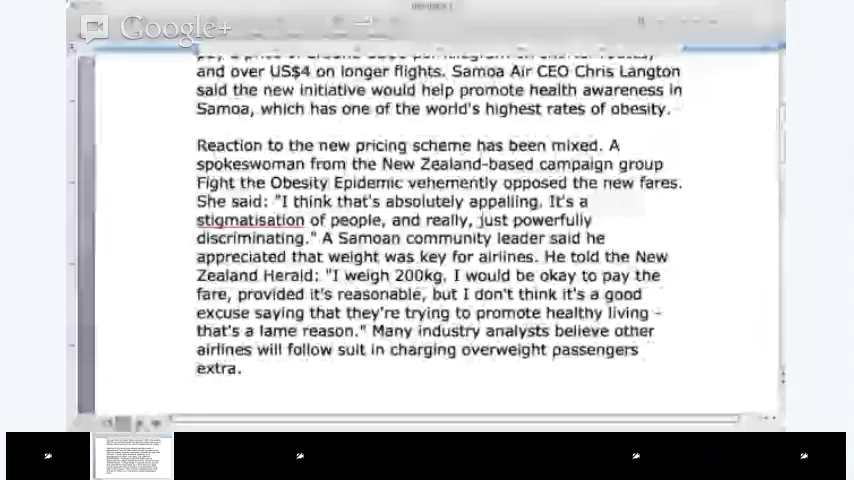 Google+
and over US$4 on longer flights. Samoa Air CEO Chris Langton
said the new initiative would help promote health awareness in
Samoa, which has one of the world's highest rates of obesity.
Reaction to the new pricing scheme has been mixed. A
spokeswoman from the New Zealand-based campaign group
Fight the Obesity Epidemic vehemently opposed the new fares.
She said: "I think that's absolutely appalling. It's a
stigmatisation of people, and really, just powerfully
discriminating." A Samoan community leader said he
appreciated that weight was key for airlines. He told the New
Zealand Herald: "I weigh 200kg. I would be okay to pay the
fare, provided it's reasonable, but I don't think it's a good
excuse saying that they're trying to promote healthy living –
that's a lame reason." Many industry analysts believe other
airlines will follow suit in charging overweight passengers
extra.